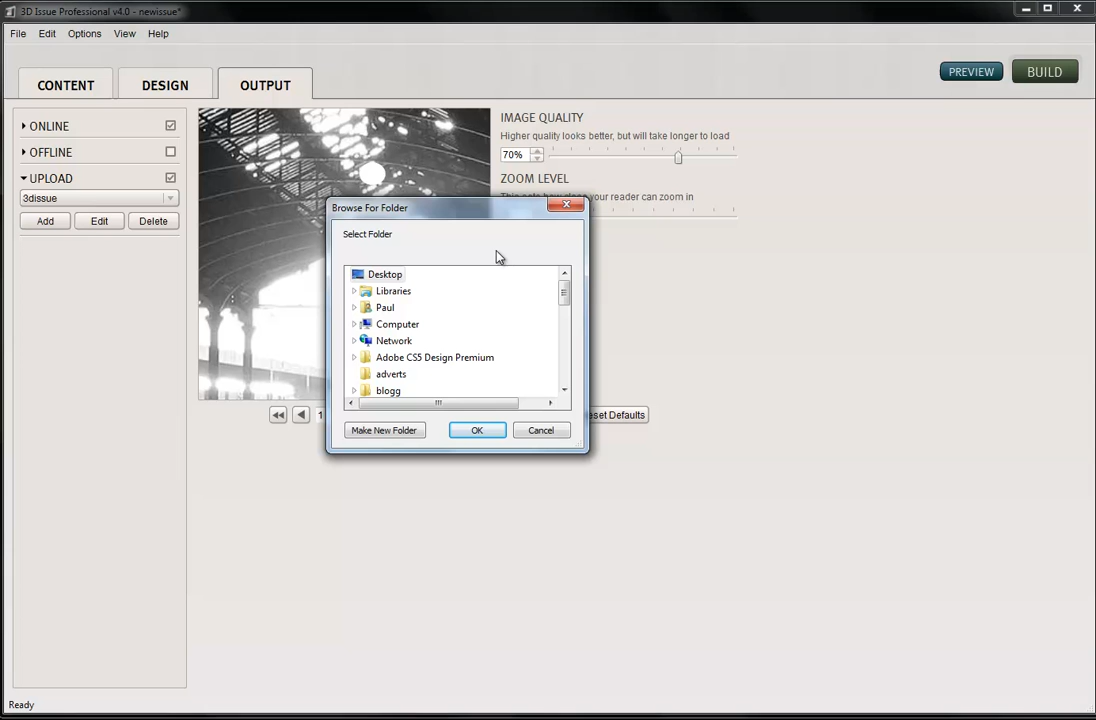 3D Issue Professional v4.0 - newissue*
File Edit Options View Help
CONTENT DESIGN OUTPUT
PREVIEW BUILD
ONLINE
OFFLINE
UPLOAD
3dissue
Add Edit Delete
IMAGE QUALITY
Higher quality looks better, but will take longer to load
70%
ZOOM LEVEL
your reader can zoom in
Browse For Folder
Select Folder
Desktop
Libraries
Paul
Computer
Network
Adobe CS5 Design Premium
adverts
blogg
Make New Folder OK Cancel
1
eset Defaults
Ready